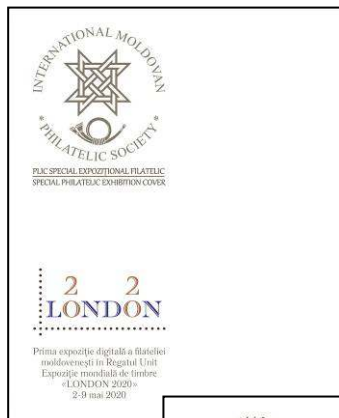 INTERNATIONAL MOLDOVAN
* PHILATELIC SOCIETY *
PLIC SPECIAL EXPOZIȚIONAL FILATELIC
SPECIAL PHILATELIC EXHIBITION COVER
2 2
LONDON
Prima expoziție digitală a filateliei
moldovenești în Regatul Unit
Expoziție mondială de timbre
«LONDON 2020»
2-9 mai 2020